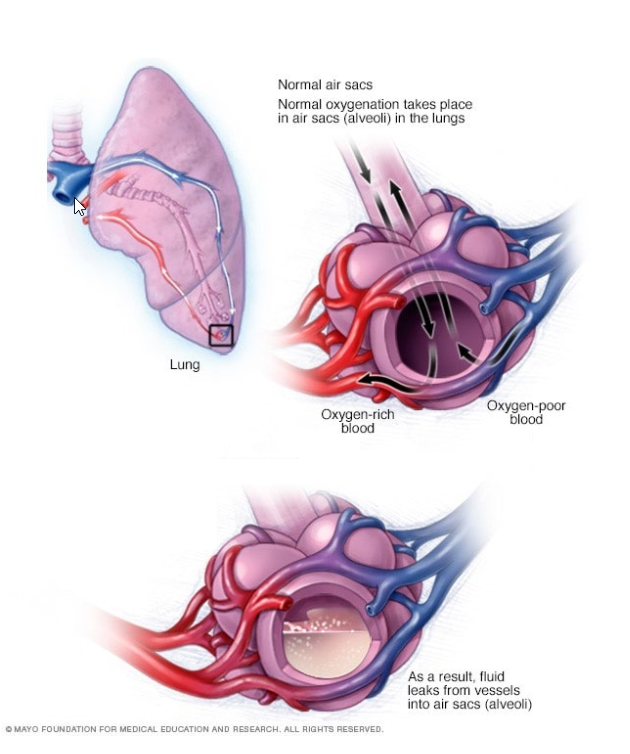 Normal air sacs
Normal oxygenation takes place
in air sacs (alveoli) in the lungs
Lung
Oxygen-rich
blood
Oxygen-poor
blood
As a result, fluid
leaks from vessels
into air sacs (alveoli)
© MAYO FOUNDATION FOR MEDICAL EDUCATION AND RESEARCH. ALL RIGHTS RESERVED.